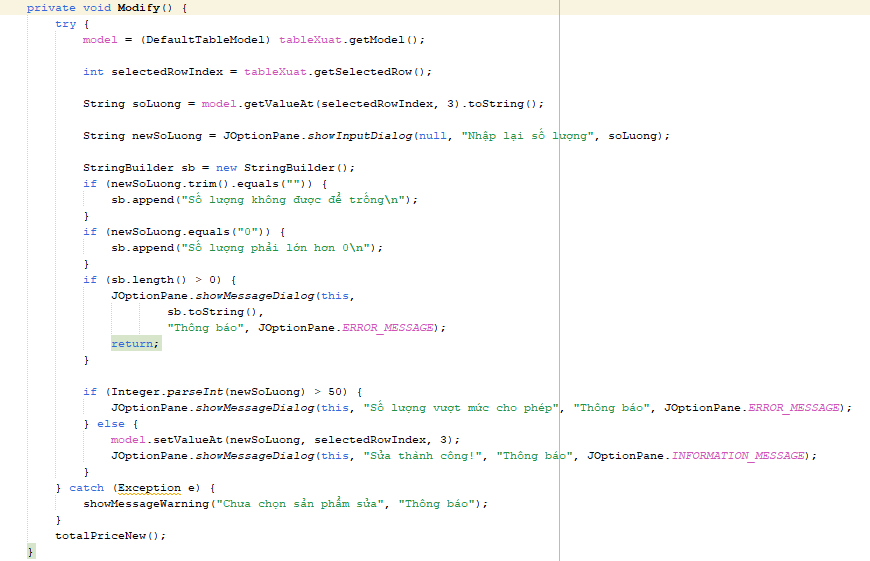 private void Modify() {
try {
model = (DefaultTableModel) tableXuat.getModel();
int selectedRowIndex = tableXuat.getSelectedRow();
String soLuong = model.getValueAt(selectedRowIndex, 3).toString();
String newSoLuong = JOptionPane.showInputDialog(null, "Nhập lại số lượng", soLuong);
StringBuilder sb = new StringBuilder();
if (newSoLuong.trim().equals("")) {
sb.append("Số lượng không được để trống\n");
}
if (newSoLuong.equals("0")) {
sb.append("Số lượng phải lớn hơn 0\n");
}
if (sb.length() > 0) {
JOptionPane.showMessageDialog(this,
sb.toString(),
"Thông báo", JOptionPane.ERROR_MESSAGE);
return;
}
if (Integer.parseInt(newSoLuong) > 50) {
JOptionPane.showMessageDialog(this, "Số lượng vượt mức cho phép", "Thông báo", JOptionPane.ERROR_MESSAGE);
} else {
model.setValueAt(newSoLuong, selectedRowIndex, 3);
JOptionPane.showMessageDialog(this, "Sửa thành công!", "Thông báo", JOptionPane.INFORMATION_MESSAGE);
}
} catch (Exception e) {
showMessageWarning("Chưa chọn sản phẩm sửa", "Thông báo");
}
totalPriceNew();
}